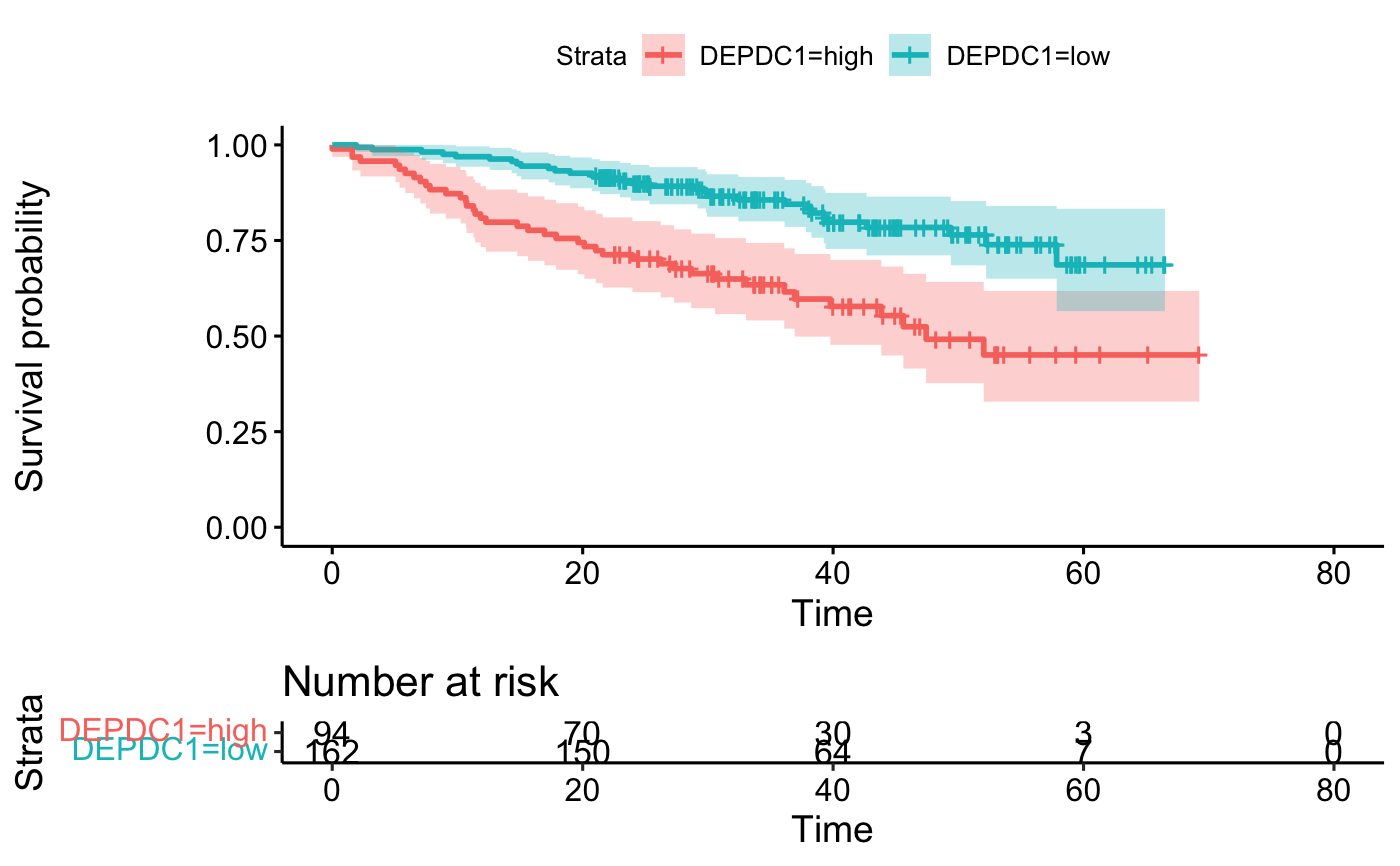 Strata DEPDC1=high DEPDC1=low
Survival probability
1.00
0.75
0.50
0.25
0.00
0 20 40 60 80
Time
Number at risk
Strata
DEPDC1=high 94 70 30 3 0
DEPDC1=low 162 150 64 7 0
0 20 40 60 80
Time